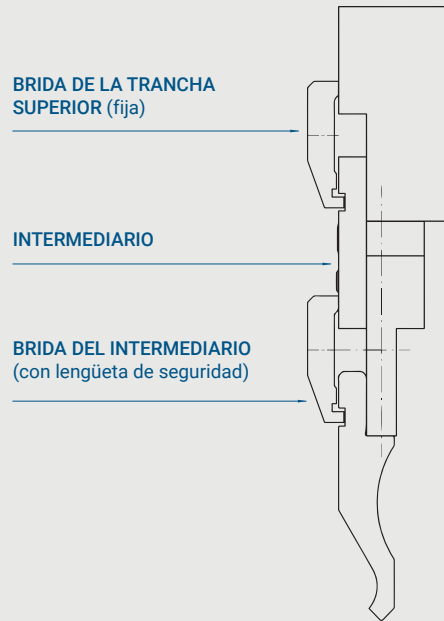 BRIDA DE LA TRANCHA
SUPERIOR (fija)
INTERMEDIARIO
BRIDA DEL INTERMEDIARIO
(con lengüeta de seguridad)